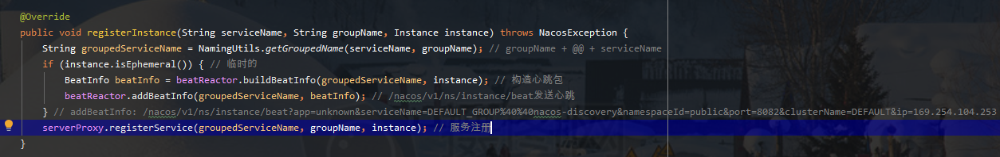 @Override
public void registerInstance(String serviceName, String groupName, Instance instance) throws NacosException {
String groupedServiceName = NamingUtils.getGroupedName(serviceName, groupName); // groupName + @@ + serviceName
if (instance.isEphemeral()) { // 临时的
BeatInfo beatInfo = beatReactor.buildBeatInfo(groupedServiceName, instance); // 构造心跳包
beatReactor.addBeatInfo(groupedServiceName, beatInfo); // /nacos/v1/ns/instance/beat发送心跳
} // addBeatInfo: /nacos/v1/ns/instance/beat?app=unknown&serviceName=DEFAULT_GROUP%40%40nacos-discovery&namespaceId=public&port=8082&clusterName=DEFAULT&ip=169.254.104.253
serverProxy.registerService(groupedServiceName, groupName, instance); // 服务注册
}